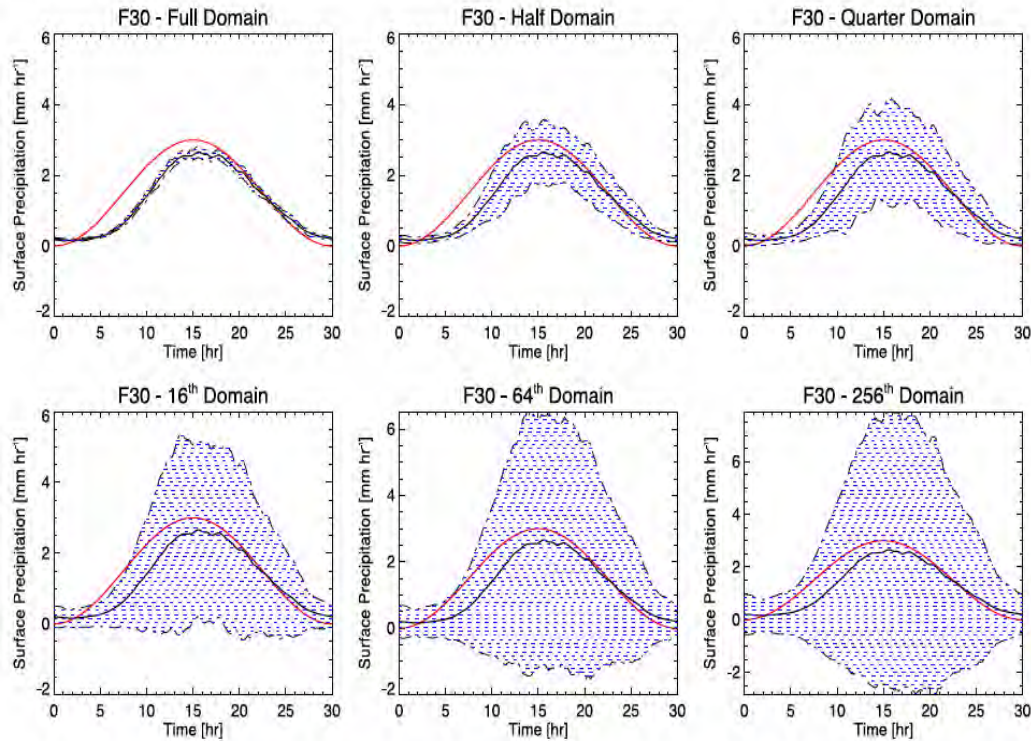 F30 - Full Domain
F30 - Half Domain
F30 - Quarter Domain
Surface Precipitation [mm hr⁻¹]
6
4
2
0
-2
0 5 10 15 20 25 30
Time [hr]
Surface Precipitation [mm hr⁻¹]
6
4
2
0
-2
0 5 10 15 20 25 30
Time [hr]
Surface Precipitation [mm hr⁻¹]
6
4
2
0
-2
0 5 10 15 20 25 30
Time [hr]
F30 - 16th Domain
F30 - 64th Domain
F30 - 256th Domain
Surface Precipitation [mm hr⁻¹]
6
4
2
0
-2
0 5 10 15 20 25 30
Time [hr]
Surface Precipitation [mm hr⁻¹]
6
4
2
0
-2
0 5 10 15 20 25 30
Time [hr]
Surface Precipitation [mm hr⁻¹]
6
4
2
0
-2
0 5 10 15 20 25 30
Time [hr]